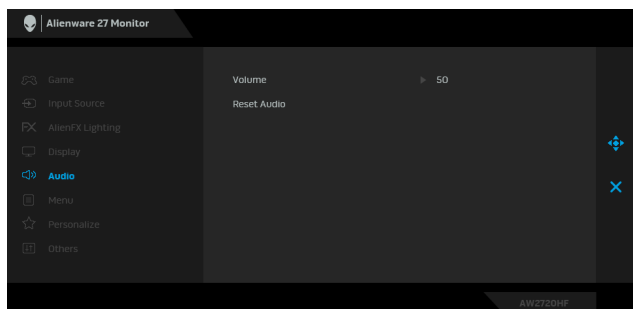 Alienware 27 Monitor
Game
Volume 50
Input Source
Reset Audio
AlienFX Lighting
Display
Audio
Menu
Personalize
Others
AW2720HF